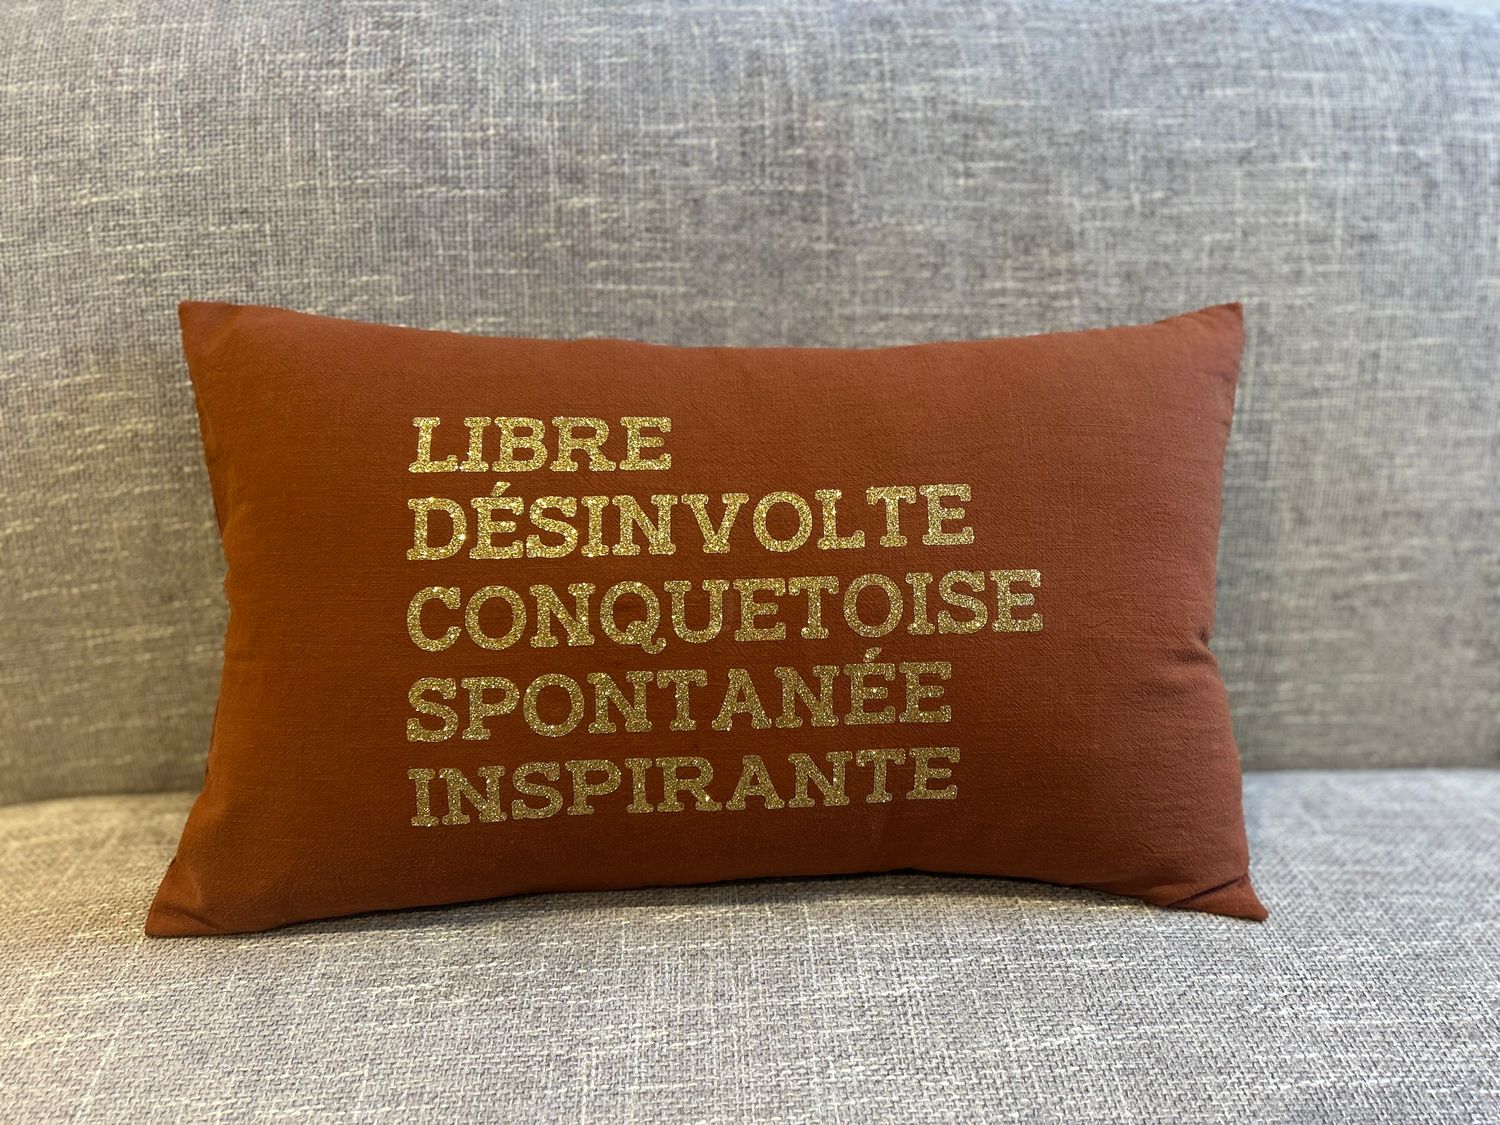 LIBRE
DÉSINVOLTE
CONQUETOISE
SPONTANÉE
INSPIRANTE